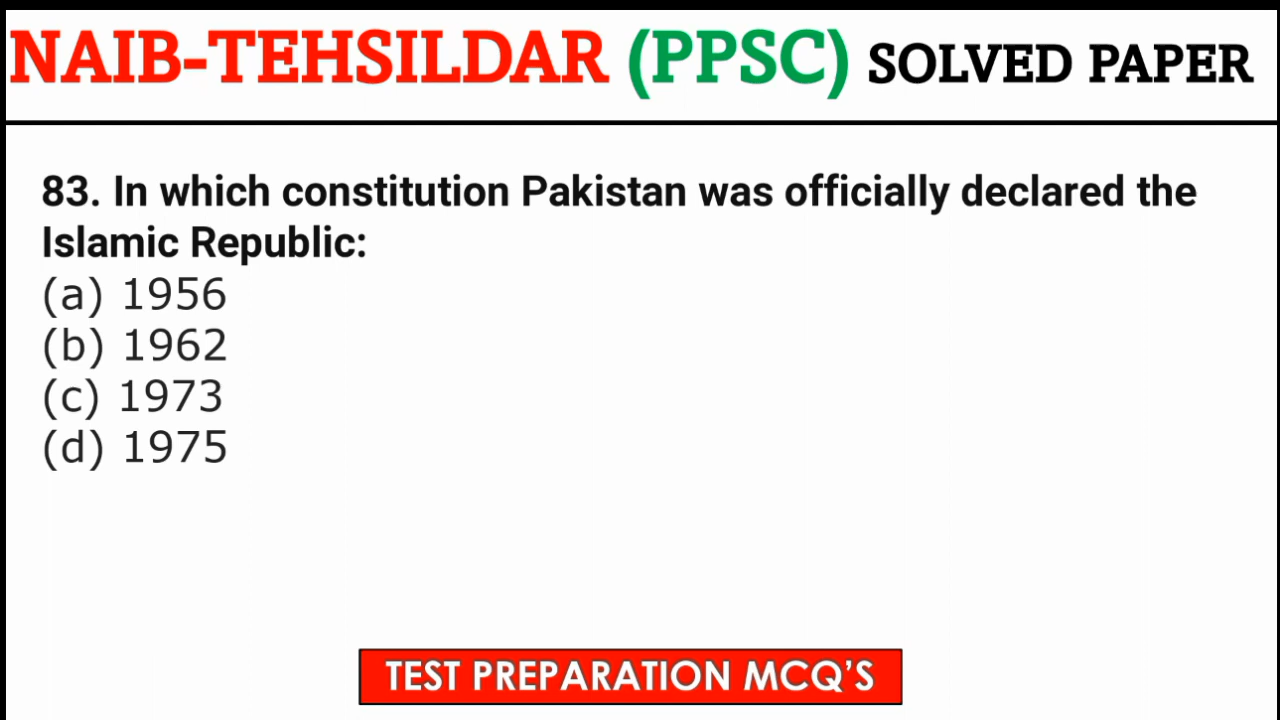 NAIB-TEHSILDAR (PPSC) SOLVED PAPER
83. In which constitution Pakistan was officially declared the
Islamic Republic:
(a) 1956
(b) 1962
(c) 1973
(d) 1975
TEST PREPARATION MCQ’S